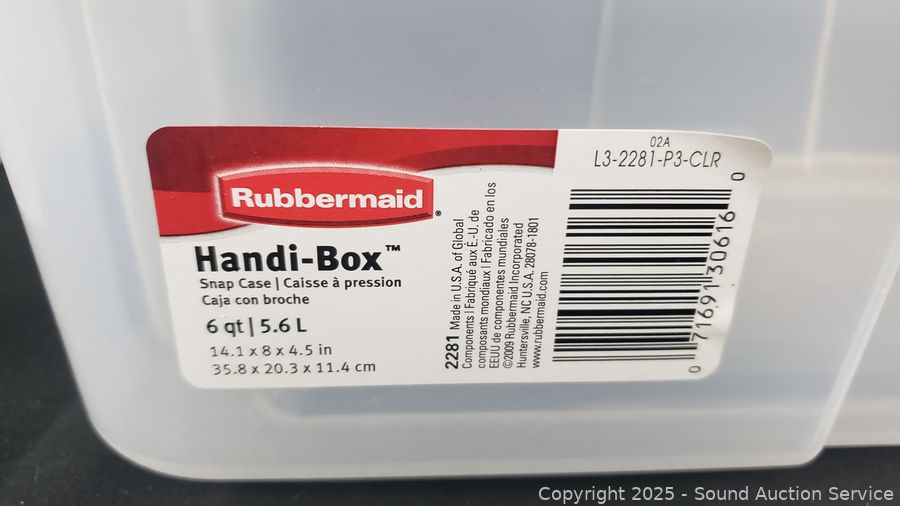 Rubbermaid®
Handi-Box™
Snap Case | Caisse à pression
Caja con broche
6 qt | 5.6 L
14.1 x 8 x 4.5 in
35.8 x 20.3 x 11.4 cm
2281 Made in U.S.A. of Global
Components | Fabriqué aux É.-U. de
composants mondiaux | Fabricado en los
EEUU de componentes mundiales
©2009 Rubbermaid Incorporated
Huntersville, NC U.S.A. 28078-1801
www.rubbermaid.com
02A
L3-2281-P3-CLR
0 71691 30616 0
Copyright 2025 - Sound Auction Service